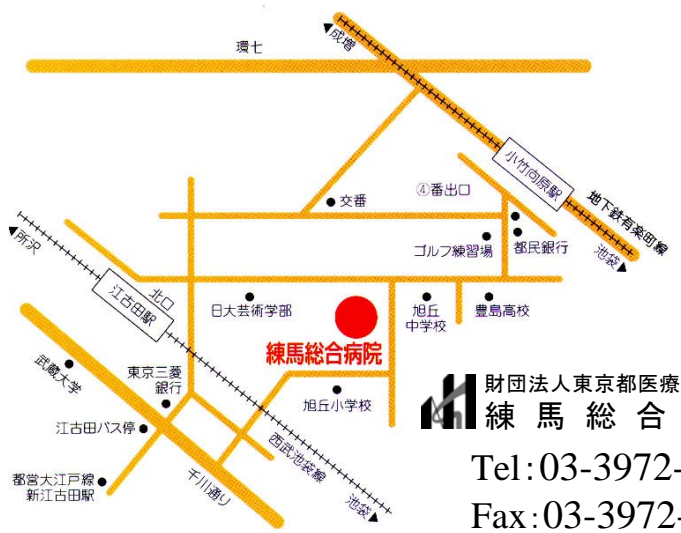 成増
環七
小竹向原駅
地下鉄有楽町線
池袋
交番
④番出口
ゴルフ練習場
都民銀行
所沢
江古田駅
北口
日大芸術学部
旭丘
中学校
豊島高校
練馬総合病院
武蔵大学
東京三菱
銀行
旭丘小学校
江古田バス停
西武池袋線
都営大江戸線
新江古田駅
千川通り
池袋
財団法人東京都医療
練馬総合
Tel:03-3972-
Fax:03-3972-